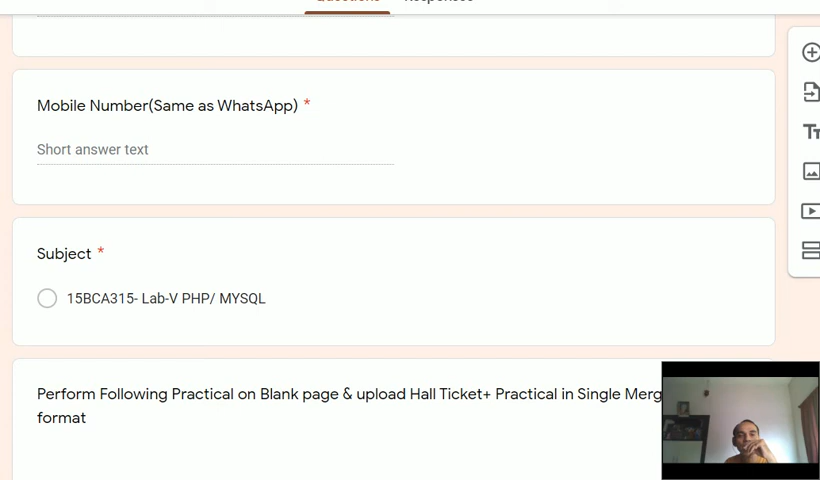 Mobile Number(Same as WhatsApp) *
Short answer text
Subject *
15BCA315- Lab-V PHP/ MYSQL
Perform Following Practical on Blank page & upload Hall Ticket+ Practical in Single Merg
format